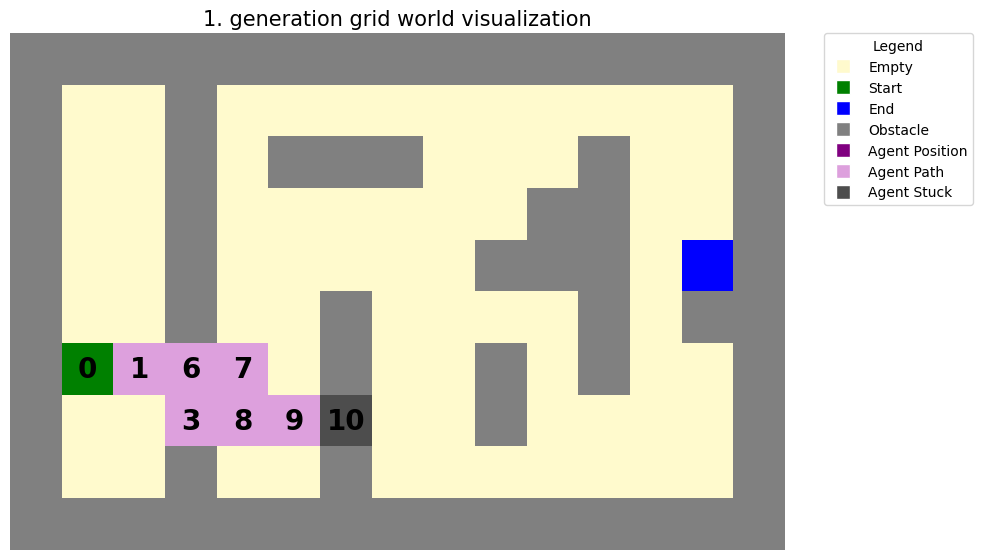 1. generation grid world visualization
Legend
Empty
Start
End
Obstacle
Agent Position
Agent Path
Agent Stuck
0 1 6 7
3 8 9 10